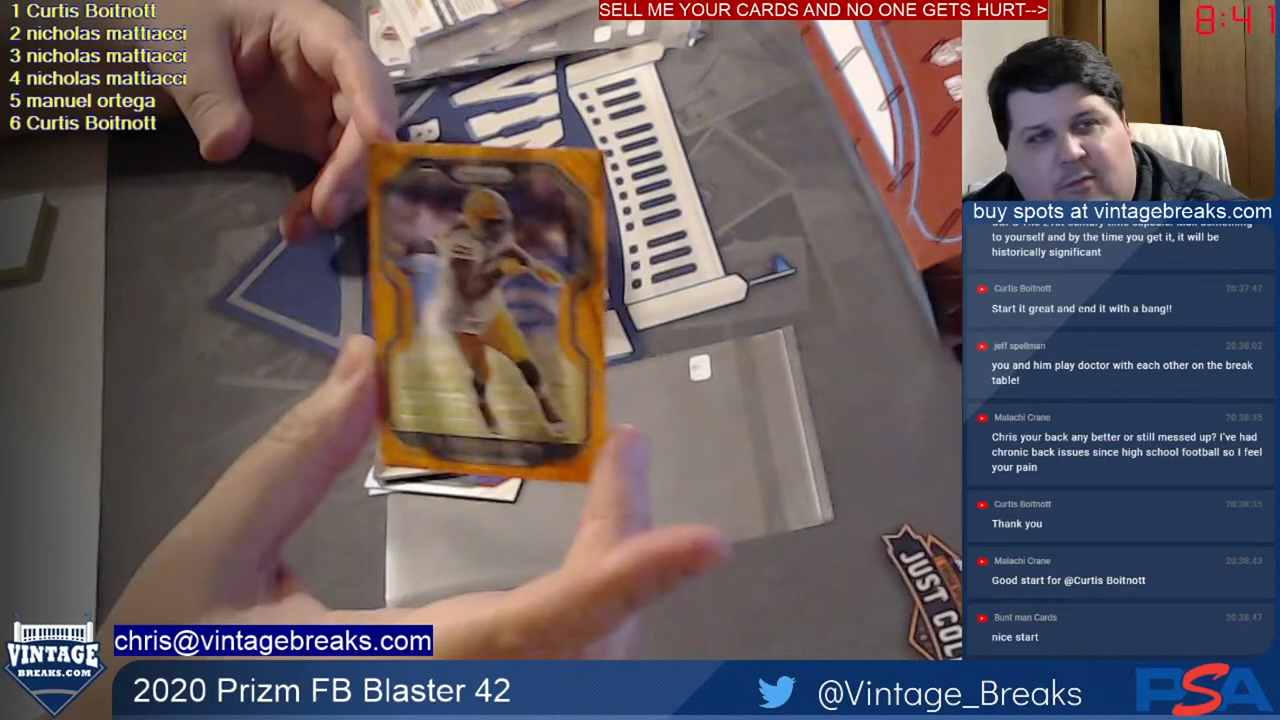 1 Curtis Boitnott
2 nicholas mattiacci
3 nicholas mattiacci
4 nicholas mattiacci
5 manuel ortega
6 Curtis Boitnott
SELL ME YOUR CARDS AND NO ONE GETS HURT-->
8:41
buy spots at vintagebreaks.com
to yourself and by the time you get it, it will be
historically significant
Curtis Boitnott 20:37:42
Start it great and end it with a bang!!
jeff spellman 20:38:02
you and him play doctor with each other on the break
table!
Malachi Crane 20:38:35
Chris your back any better or still messed up? I've had
chronic back issues since high school football so I feel
your pain
Curtis Boitnott 20:38:35
Thank you
Malachi Crane 20:38:43
Good start for @Curtis Boitnott
Bunt man Cards 20:38:47
nice start
JUST COL
VINTAGE
BREAKS.COM
chris@vintagebreaks.com
2020 Prizm FB Blaster 42
@Vintage_Breaks
PSA